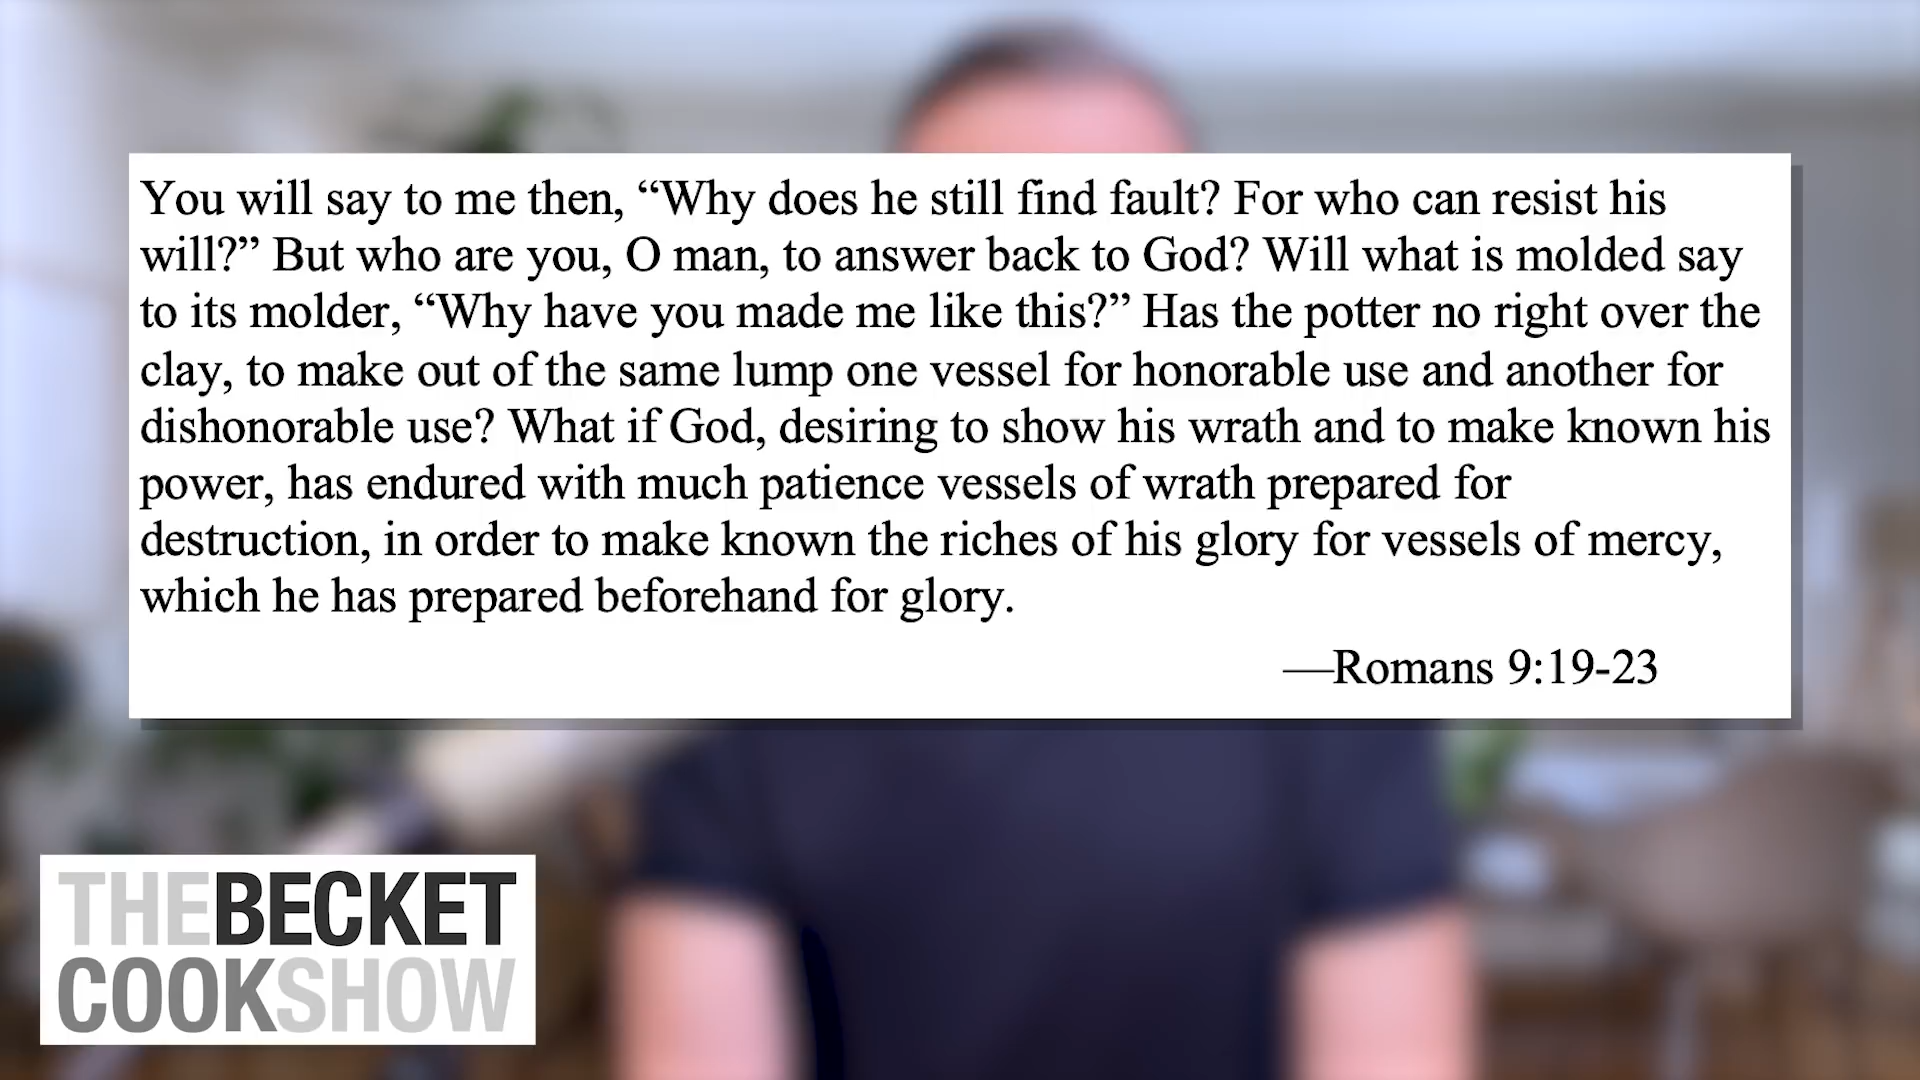 You will say to me then, “Why does he still find fault? For who can resist his
will?” But who are you, O man, to answer back to God? Will what is molded say
to its molder, “Why have you made me like this?” Has the potter no right over the
clay, to make out of the same lump one vessel for honorable use and another for
dishonorable use? What if God, desiring to show his wrath and to make known his
power, has endured with much patience vessels of wrath prepared for
destruction, in order to make known the riches of his glory for vessels of mercy,
which he has prepared beforehand for glory.
—Romans 9:19-23
THEBECKET
COOKSHOW